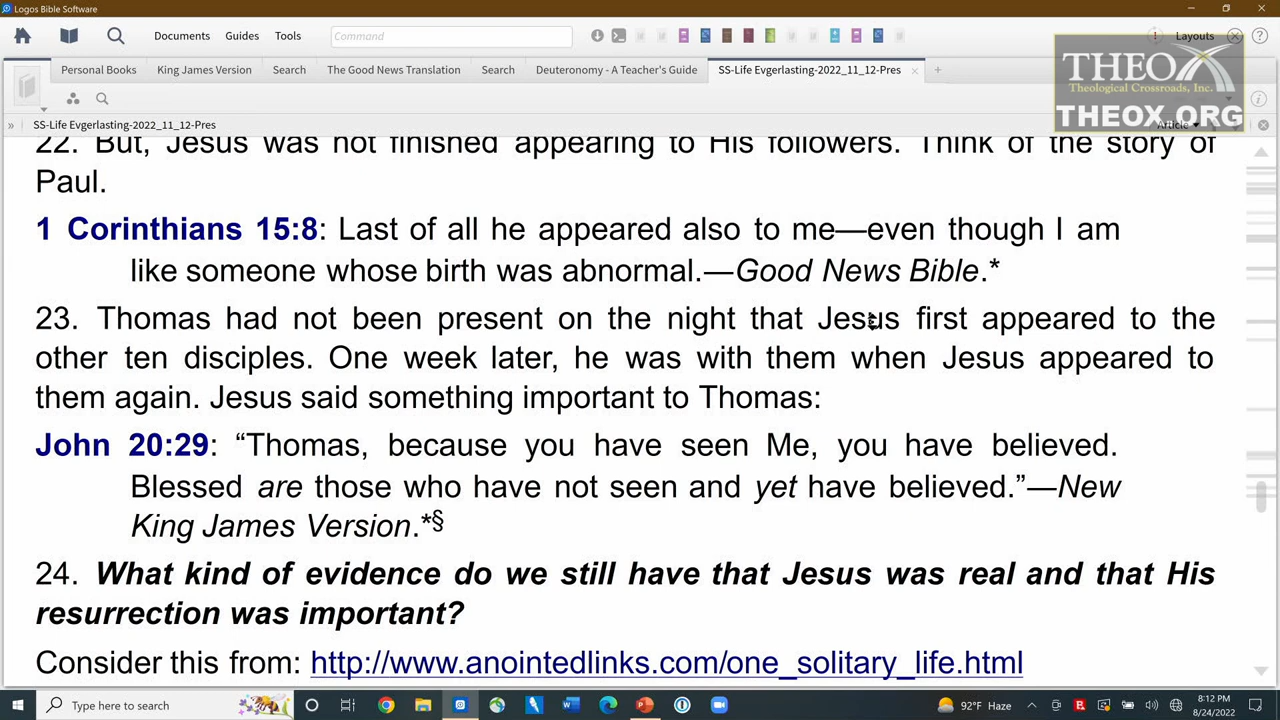 Logos Bible Software
Documents Guides Tools Command Layouts
Personal Books King James Version Search The Good News Translation Search Deuteronomy - A Teacher's Guide SS-Life Evgerlasting-2022_11_12-Pres
THEOX
Theological Crossroads, Inc.
THEOX.ORG
SS-Life Evgerlasting-2022_11_12-Pres Article
22. But, Jesus was not finished appearing to His followers. Think of the story of
Paul.
1 Corinthians 15:8: Last of all he appeared also to me—even though I am
like someone whose birth was abnormal.—Good News Bible.*
23. Thomas had not been present on the night that Jesus first appeared to the
other ten disciples. One week later, he was with them when Jesus appeared to
them again. Jesus said something important to Thomas:
John 20:29: “Thomas, because you have seen Me, you have believed.
Blessed are those who have not seen and yet have believed.”—New
King James Version.*§
24. What kind of evidence do we still have that Jesus was real and that His
resurrection was important?
Consider this from: http://www.anointedlinks.com/one_solitary_life.html
Type here to search 92°F Haze 8:12 PM
8/24/2022